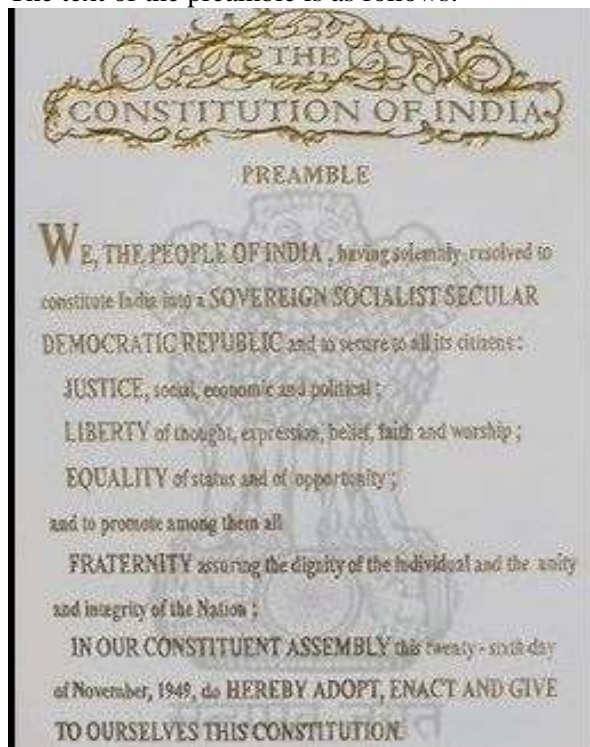 The text of the preamble is as follows:
THE
CONSTITUTION OF INDIA
PREAMBLE
WE, THE PEOPLE OF INDIA , having solemnly resolved to
constitute India into a SOVEREIGN SOCIALIST SECULAR
DEMOCRATIC REPUBLIC and to secure to all its citizens :
JUSTICE, social, economic and political ;
LIBERTY of thought, expression, belief, faith and worship ;
EQUALITY of status and of opportunity ;
and to promote among them all
FRATERNITY assuring the dignity of the individual and the unity
and integrity of the Nation ;
IN OUR CONSTITUENT ASSEMBLY this twenty - sixth day
of November, 1949, do HEREBY ADOPT, ENACT AND GIVE
TO OURSELVES THIS CONSTITUTION.